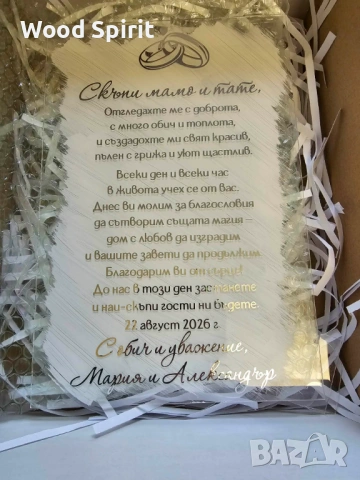 Wood Spirit
Скъпи мамо и тате,
Отгледахте ме с доброта,
с много обич и топлота,
и създадохте ми свят красив,
пълен с грижа и уют щастлив.
Всеки ден и всеки час
в живота учех се от вас.
Днес ви молим за благословия
да сътворим същата магия –
дом с любов да изградим
и вашите завети да продължим.
Благодарим ви от сърце!
До нас в този ден застанете
и най-скъпи гости ни бъдете.
22 август 2026 г.
С обич и уважение,
Мария и Александър
BAZAR